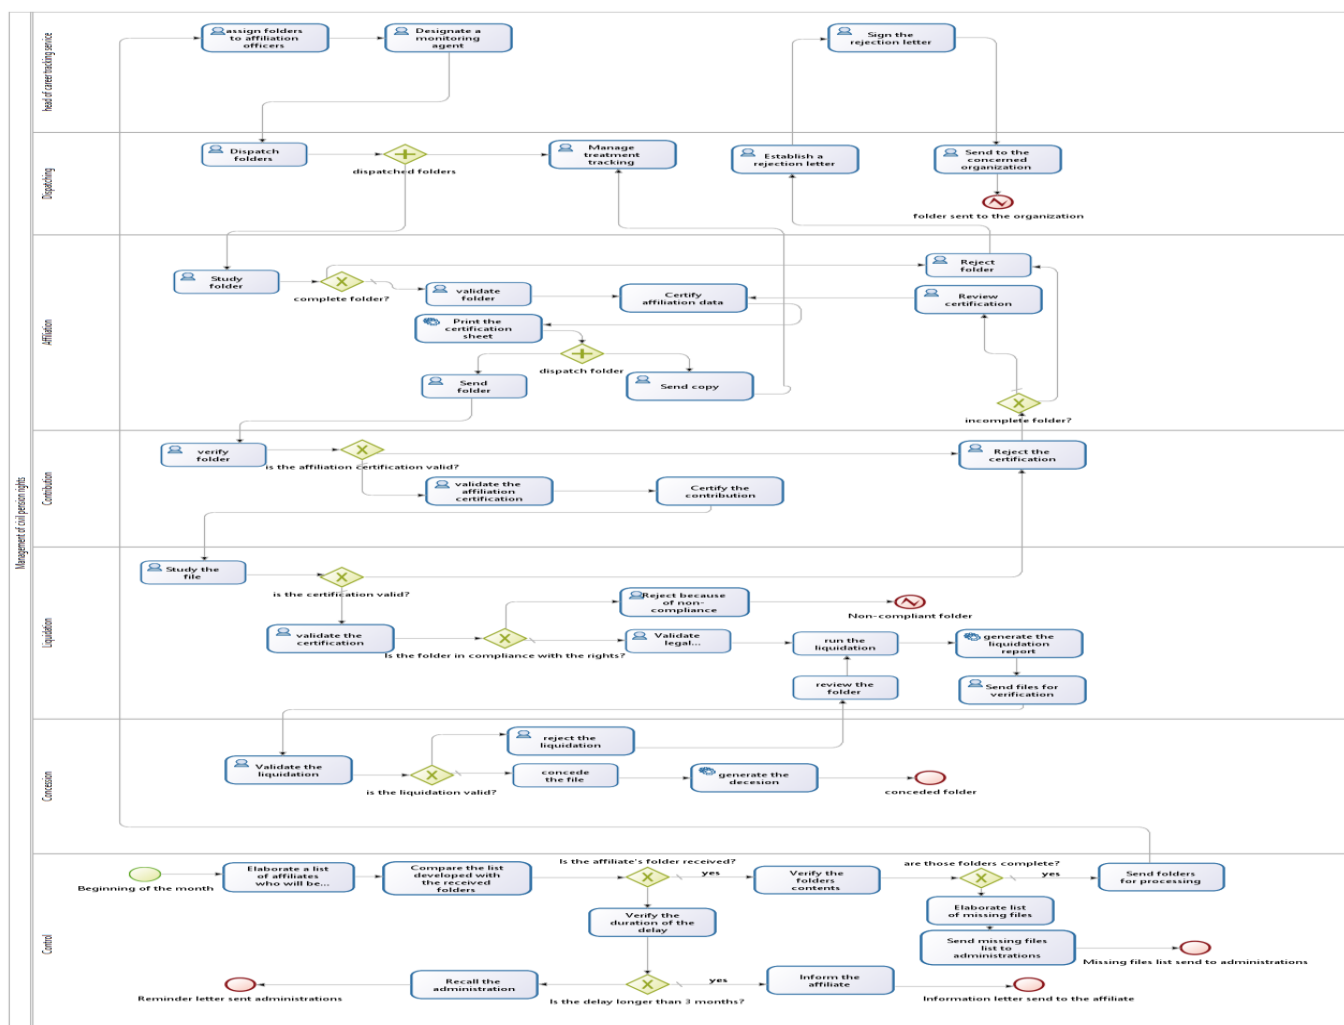 Management of civil pension rights
head of career tracking service
assign folders
to affiliation
officers
Designate a
monitoring
agent
Sign the
rejection letter
Dispatching
Dispatch
folders
dispatched folders
Manage
treatment
tracking
Establish a
rejection letter
Send to the
concerned
organization
folder sent to the organization
Affiliation
Study
folder
complete folder?
validate
folder
Certify
affiliation data
Reject
folder
Review
certification
Print the
certification
sheet
dispatch folder
Send
folder
Send copy
incomplete folder?
Contribution
verify
folder
is the affiliation certification valid?
Reject the
certification
validate the
affiliation
certification
Certify the
contribution
Liquidation
Study the
file
is the certification valid?
Reject because
of non-
compliance
Non-compliant folder
validate the
certification
Is the folder in compliance with the rights?
Validate
legal...
run the
liquidation
generate the
liquidation
report
review the
folder
Send files for
verification
Concession
Validate the
liquidation
is the liquidation valid?
reject the
liquidation
concede
the file
generate the
decesion
conceded folder
Control
Beginning of the month
Elaborate a list
of affiliates
who will be...
Compare the list
developed with
the received
folders
Is the affiliate's folder received?
yes
Verify the
folders
contents
are those folders complete?
yes
Send folders
for processing
Verify the
duration of the
delay
Elaborate list
of missing files
Send missing files
list to
administrations
Missing files list send to administrations
Recall the
administration
Reminder letter sent administrations
Is the delay longer than 3 months?
yes
Inform the
affiliate
Information letter send to the affiliate